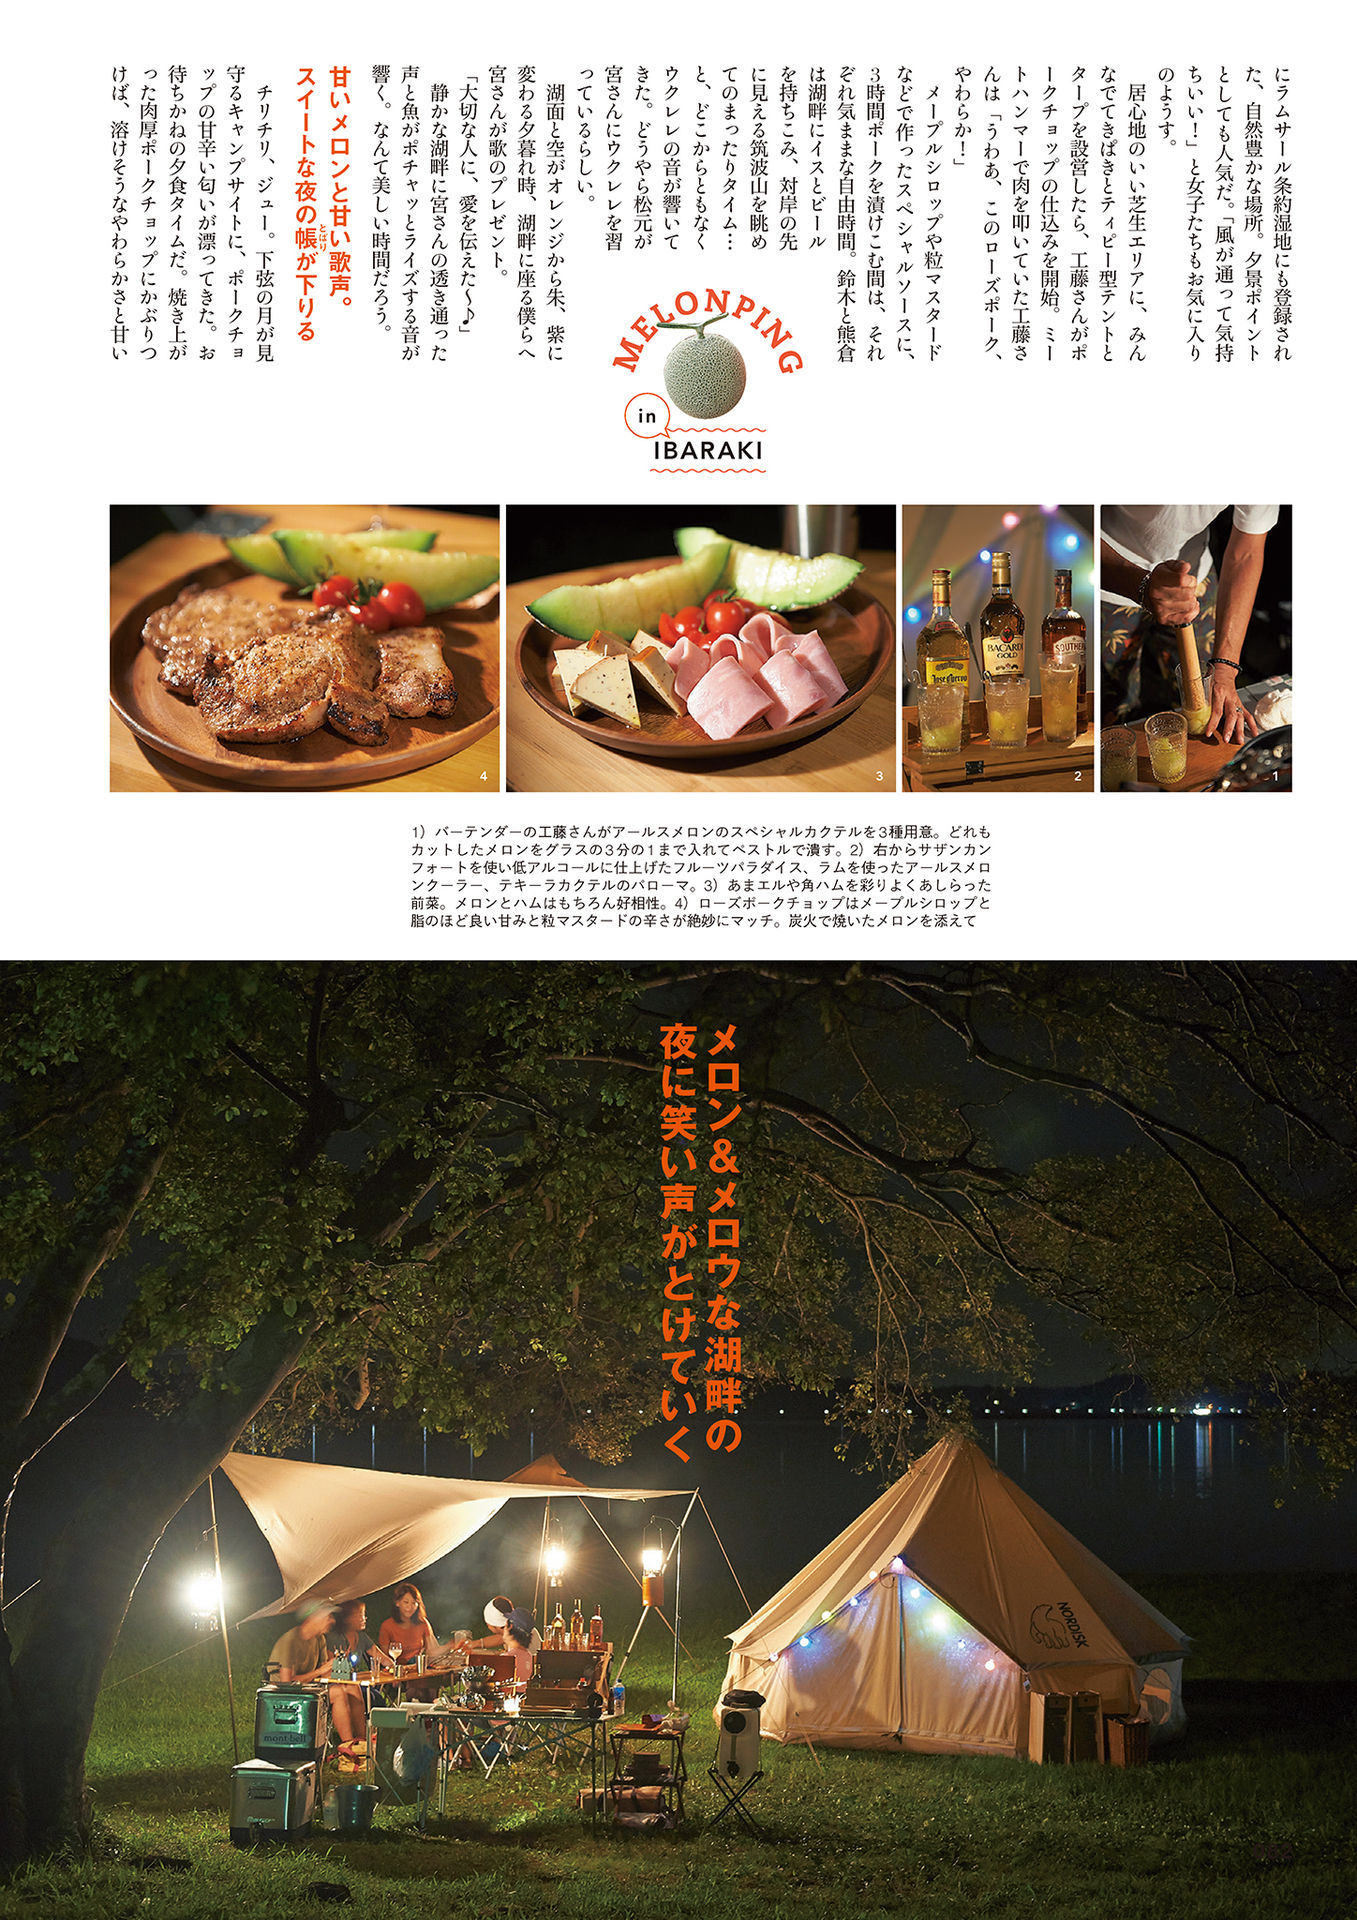 にラムサール条約湿地にも登録され
た、自然豊かな場所。夕景ポイント
としても人気だ。「風が通って気持
ちいい！」と女子たちもお気に入り
のようす。
居心地のいい芝生エリアに、みん
なでてきぱきとティピー型テントと
タープを設営したら、工藤さんがポ
ークチョップの仕込みを開始。ミー
トハンマーで肉を叩いていた工藤さ
んは「うわあ、このローズポーク、
やわらか！」
メープルシロップや粒マスタード
などで作ったスペシャルソースに、
3時間ポークを漬けこむ間は、それ
ぞれ気ままな自由時間。鈴木と熊倉
は湖畔にイスとビール
を持ちこみ、対岸の先
に見える筑波山を眺め
てのまったりタイム…
と、どこからともなく
ウクレレの音が響いて
きた。どうやら松元が
宮さんにウクレレを習
っているらしい。
湖面と空がオレンジから朱、紫に
変わる夕暮れ時、湖畔に座る僕らへ
宮さんが歌のプレゼント。
「大切な人に、愛を伝えた〜♪」
静かな湖畔に宮さんの透き通った
声と魚がポチャッとライズする音が
響く。なんて美しい時間だろう。
甘いメロンと甘い歌声。
スイートな夜の帳が下りる
とばり
チリチリ、ジュー。下弦の月が見
守るキャンプサイトに、ポークチョ
ップの甘辛い匂いが漂ってきた。お
待ちかねの夕食タイムだ。焼き上が
った肉厚ポークチョップにかぶりつ
けば、溶けそうなやわらかさと甘い
MELONPING
in
IBARAKI
4
3
2
1
BACARDI
GOLD
Jose Cuervo
SOUTHERN
1）バーテンダーの工藤さんがアールスメロンのスペシャルカクテルを3種用意。どれも
カットしたメロンをグラスの3分の1まで入れてペストルで潰す。2）右からサザンカン
フォートを使い低アルコールに仕上げたフルーツパラダイス、ラムを使ったアールスメロ
ンクーラー、テキーラカクテルのパローマ。3）あまエルや角ハムを彩りよくあしらった
前菜。メロンとハムはもちろん好相性。4）ローズポークチョップはメープルシロップと
脂のほど良い甘みと粒マスタードの辛さが絶妙にマッチ。炭火で焼いたメロンを添えて
メロン&メロウな湖畔の
夜に笑い声がとけていく
NORDISK
mont-bell